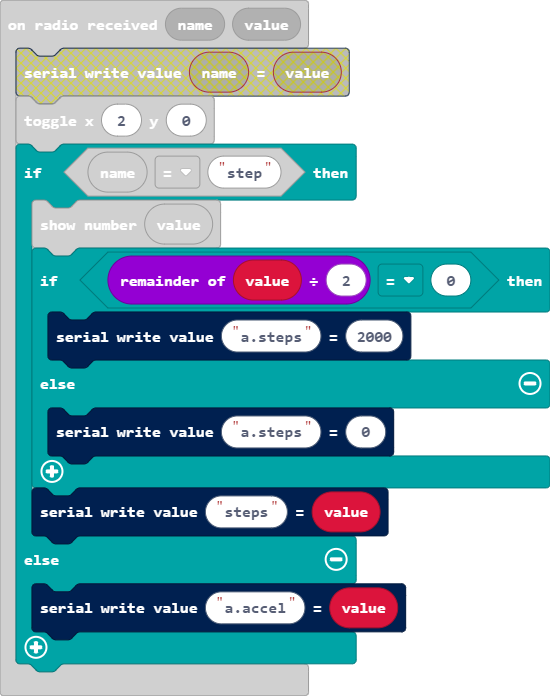 on radio received name value
serial write value name = value
toggle x 2 y 0
if name = "step" then
show number value
if remainder of value ÷ 2 = 0 then
serial write value "a.steps" = 2000
else
serial write value "a.steps" = 0
serial write value "steps" = value
else
serial write value "a.accel" = value